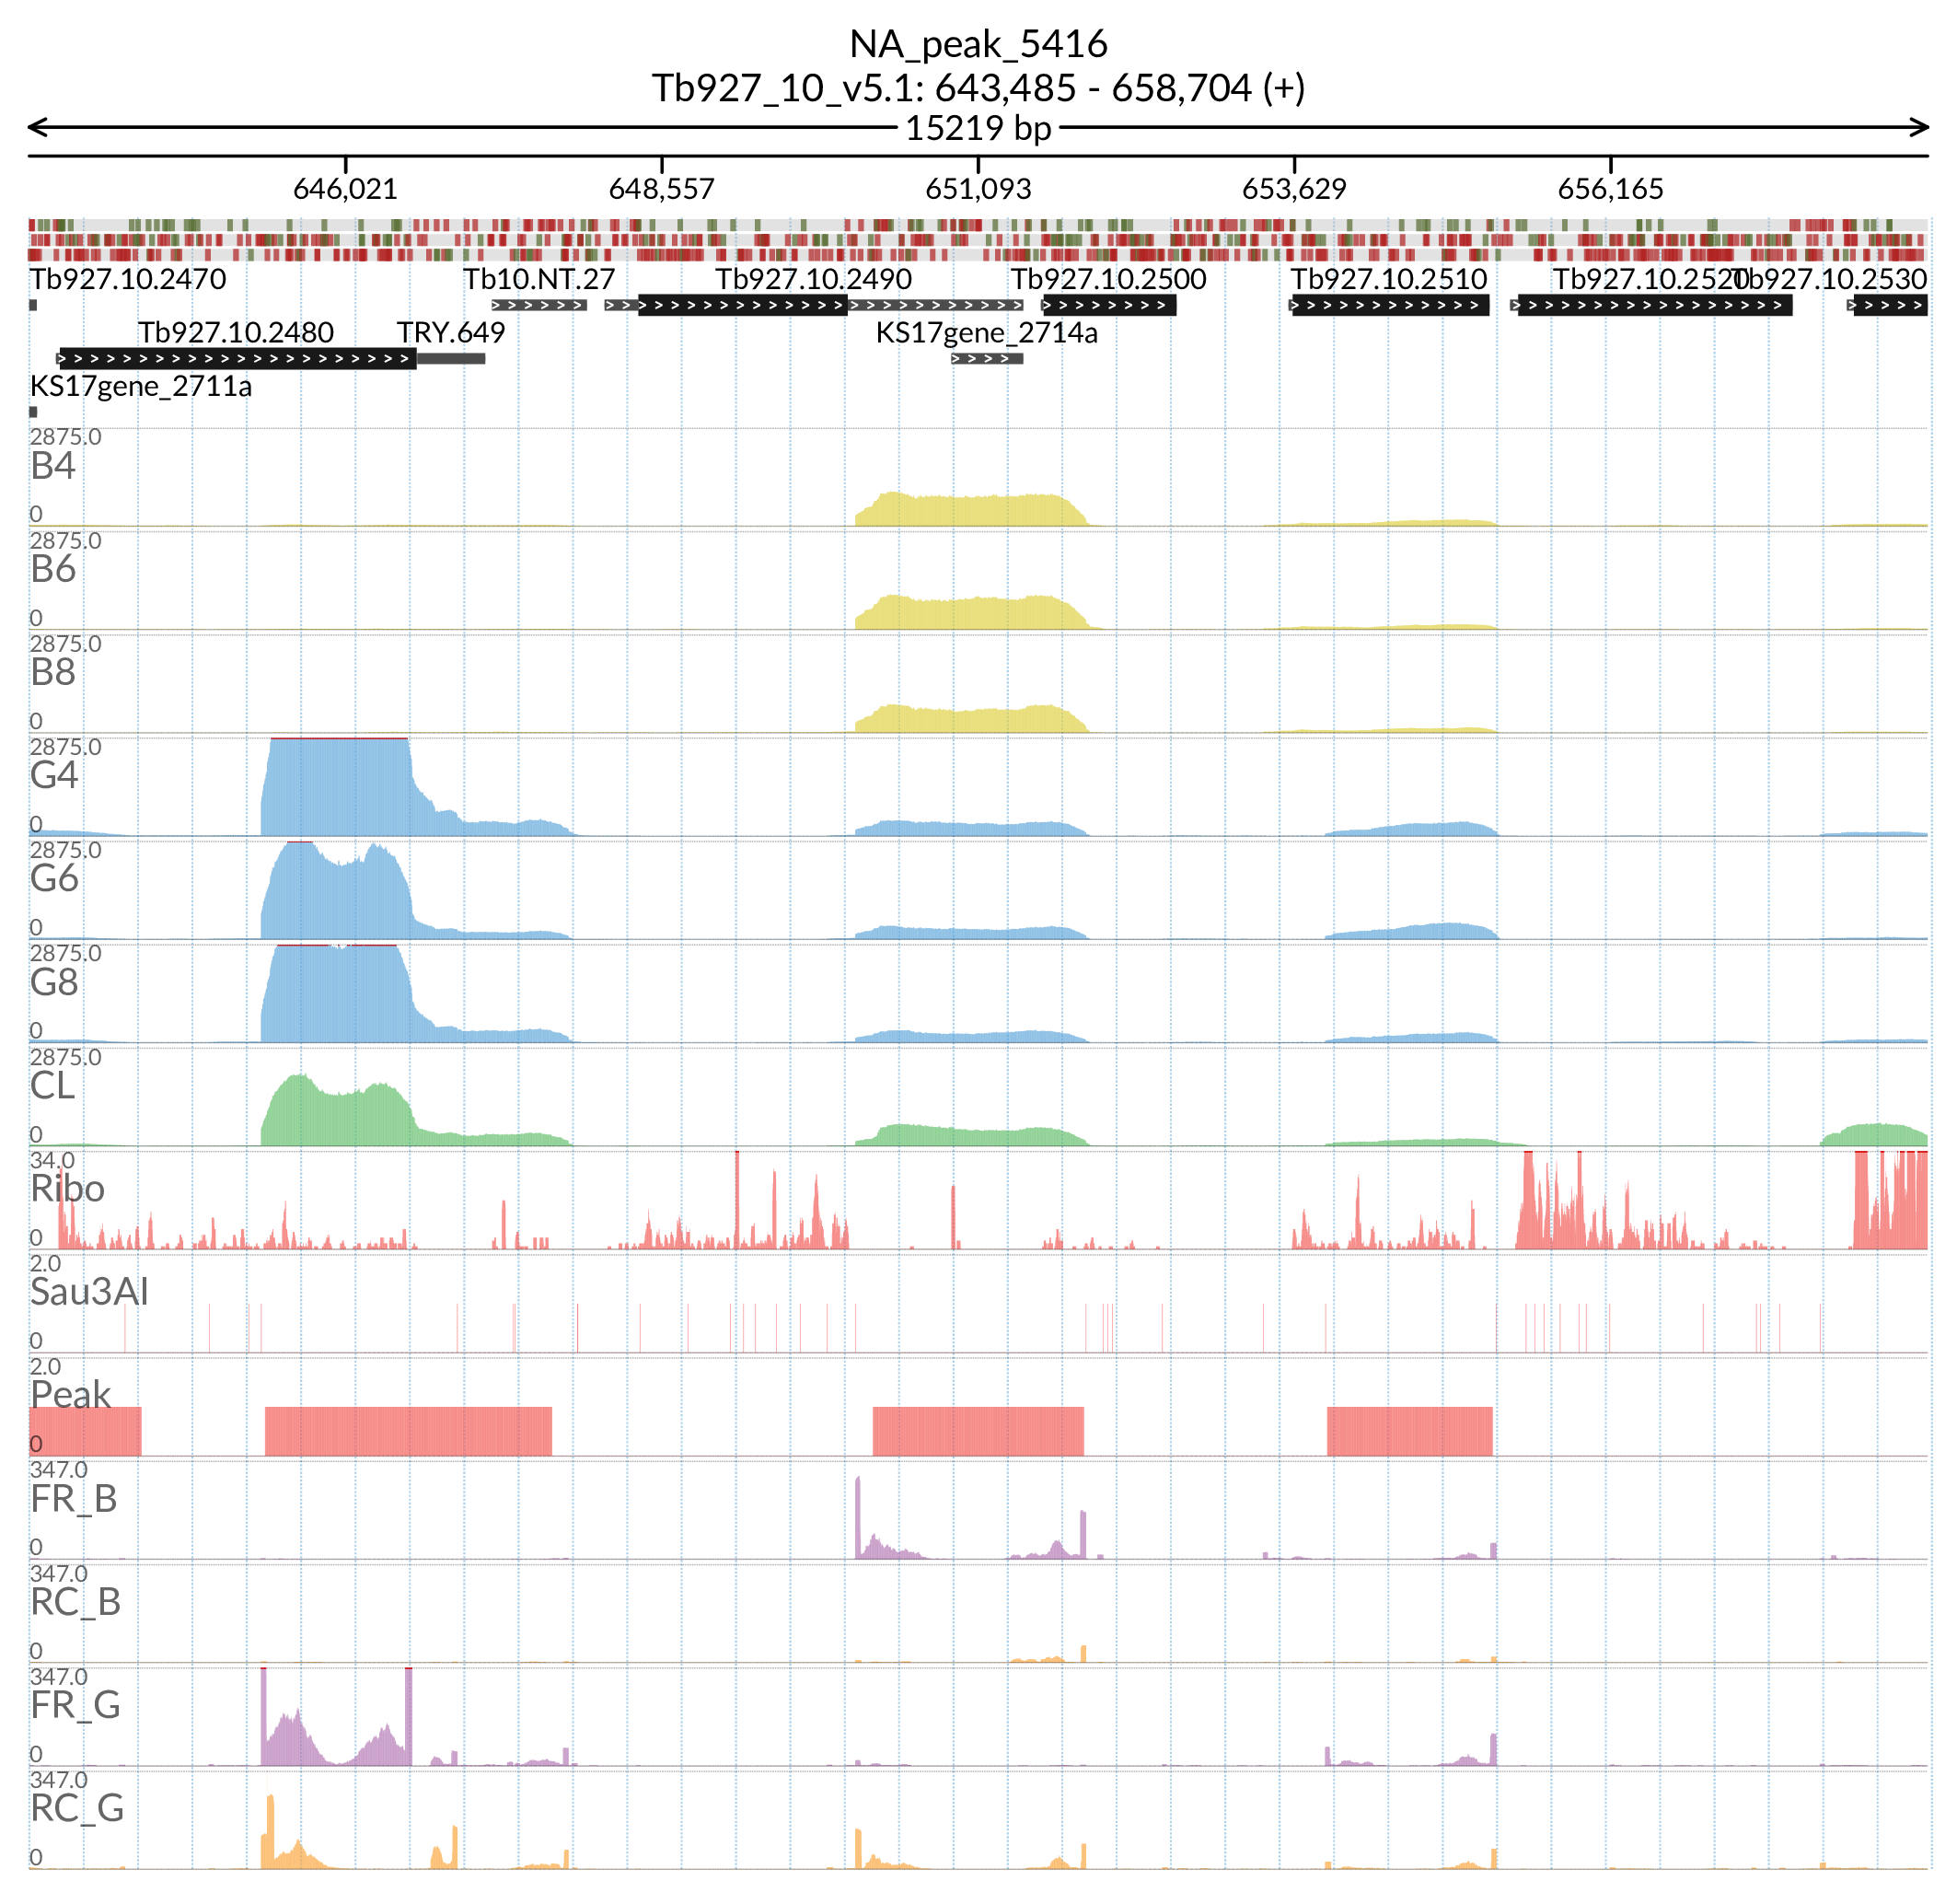 NA_peak_5416
Tb927_10_v5.1: 643,485 - 658,704 (+)
15219 bp
646,021 648,557 651,093 653,629 656,165
Tb927.10.2470 Tb10.NT.27 Tb927.10.2490 Tb927.10.2500 Tb927.10.2510 Tb927.10.2520 Tb927.10.2530
Tb927.10.2480 TRY.649 KS17gene_2714a
KS17gene_2711a
2875.0
B4
0
2875.0
B6
0
2875.0
B8
0
2875.0
G4
0
2875.0
G6
0
2875.0
G8
0
2875.0
CL
0
34.0
Ribo
0
2.0
Sau3AI
0
2.0
Peak
0
347.0
FR_B
0
347.0
RC_B
0
347.0
FR_G
0
347.0
RC_G
0